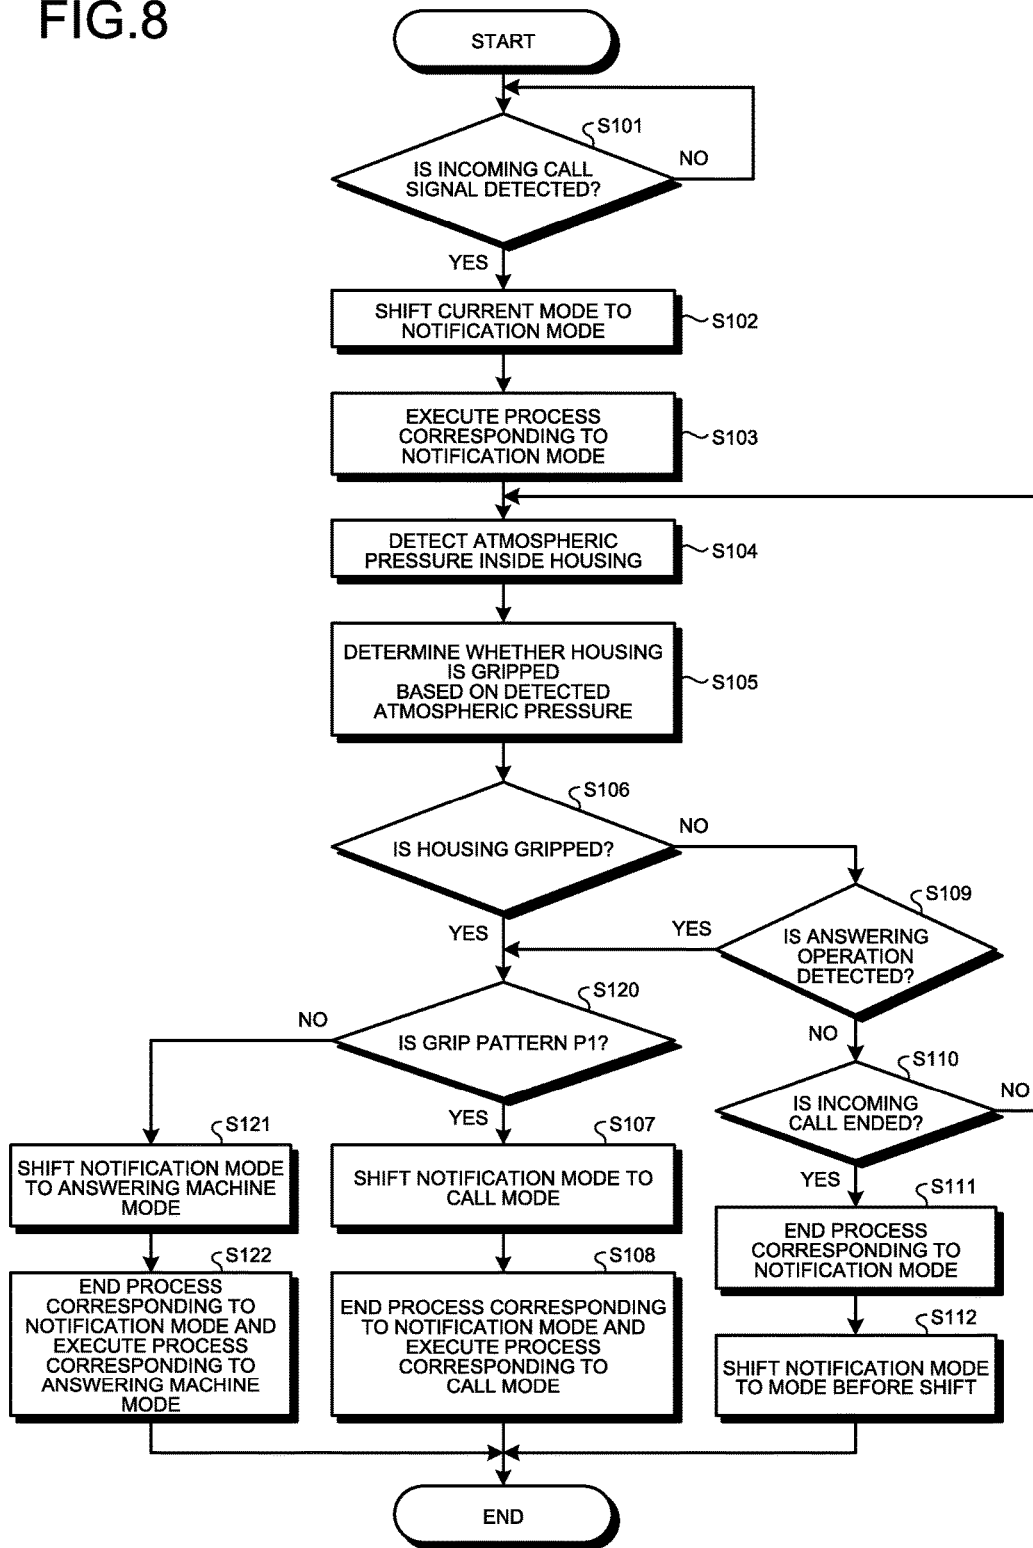 FIG.8
START
S101
IS INCOMING CALL
SIGNAL DETECTED?
NO
YES
SHIFT CURRENT MODE TO
NOTIFICATION MODE
S102
EXECUTE PROCESS
CORRESPONDING TO
NOTIFICATION MODE
S103
DETECT ATMOSPHERIC
PRESSURE INSIDE HOUSING
S104
DETERMINE WHETHER HOUSING
IS GRIPPED
BASED ON DETECTED
ATMOSPHERIC PRESSURE
S105
S106
IS HOUSING GRIPPED?
NO
YES
S109
IS ANSWERING
OPERATION
DETECTED?
YES
NO
S120
IS GRIP PATTERN P1?
NO
YES
S110
IS INCOMING
CALL ENDED?
NO
YES
S121
SHIFT NOTIFICATION MODE
TO ANSWERING MACHINE
MODE
S107
SHIFT NOTIFICATION MODE TO
CALL MODE
S111
END PROCESS
CORRESPONDING TO
NOTIFICATION MODE
S122
END PROCESS
CORRESPONDING TO
NOTIFICATION MODE AND
EXECUTE PROCESS
CORRESPONDING TO
ANSWERING MACHINE
MODE
S108
END PROCESS CORRESPONDING
TO NOTIFICATION MODE AND
EXECUTE PROCESS
CORRESPONDING TO
CALL MODE
S112
SHIFT NOTIFICATION MODE
TO MODE BEFORE SHIFT
END